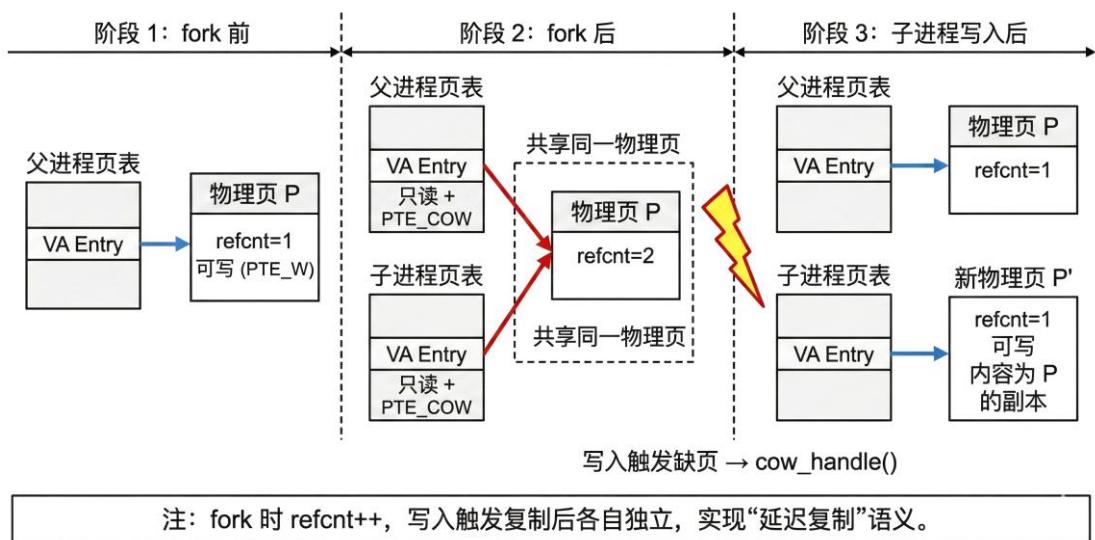 阶段 1：fork 前
阶段 2：fork 后
阶段 3：子进程写入后
父进程页表
VA Entry
物理页 P
refcnt=1
可写 (PTE_W)
父进程页表
VA Entry
只读 +
PTE_COW
子进程页表
VA Entry
只读 +
PTE_COW
共享同一物理页
物理页 P
refcnt=2
共享同一物理页
父进程页表
VA Entry
物理页 P
refcnt=1
子进程页表
VA Entry
新物理页 P'
refcnt=1
可写
内容为 P
的副本
写入触发缺页 → cow_handle()
注：fork 时 refcnt++，写入触发复制后各自独立，实现“延迟复制”语义。